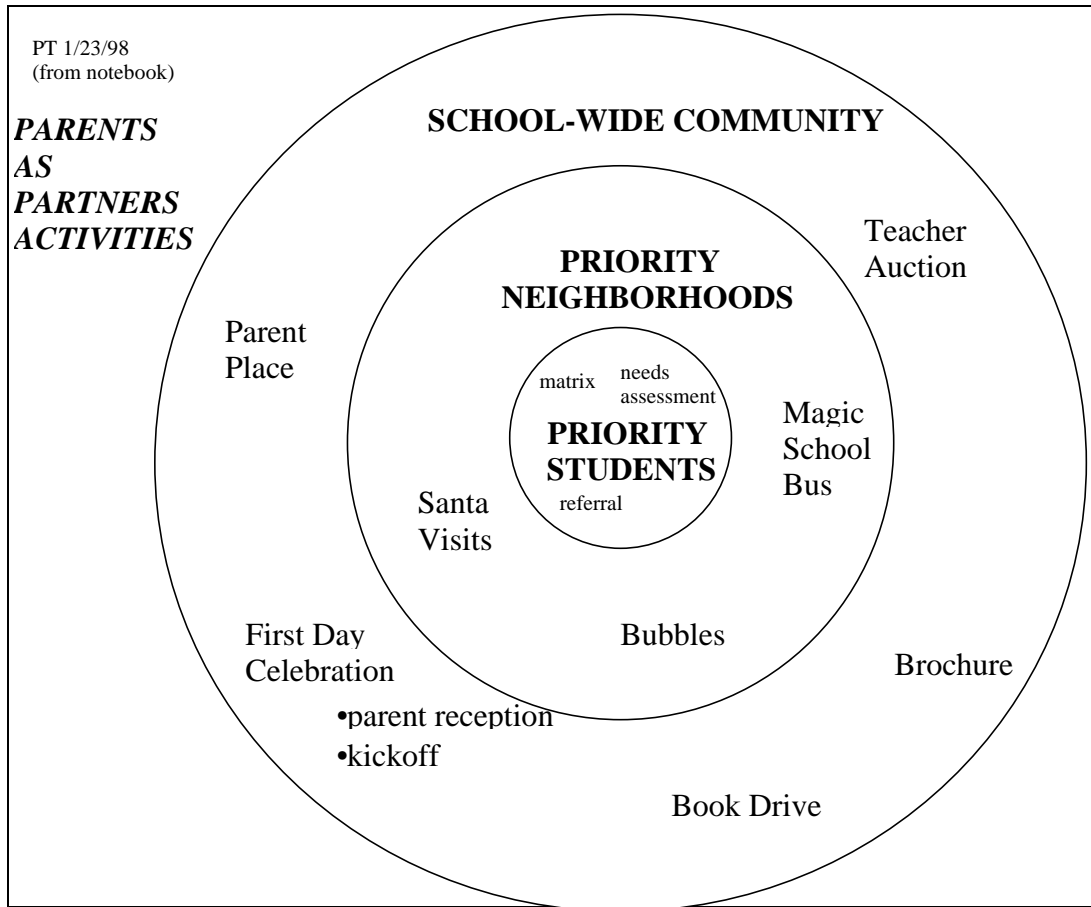 PT 1/23/98
(from notebook)
PARENTS
AS
PARTNERS
ACTIVITIES
SCHOOL-WIDE COMMUNITY
Teacher
Auction
PRIORITY
NEIGHBORHOODS
Parent
Place
matrix
needs
assessment
PRIORITY
STUDENTS
referral
Magic
School
Bus
Santa
Visits
First Day
Celebration
•parent reception
•kickoff
Bubbles
Brochure
Book Drive